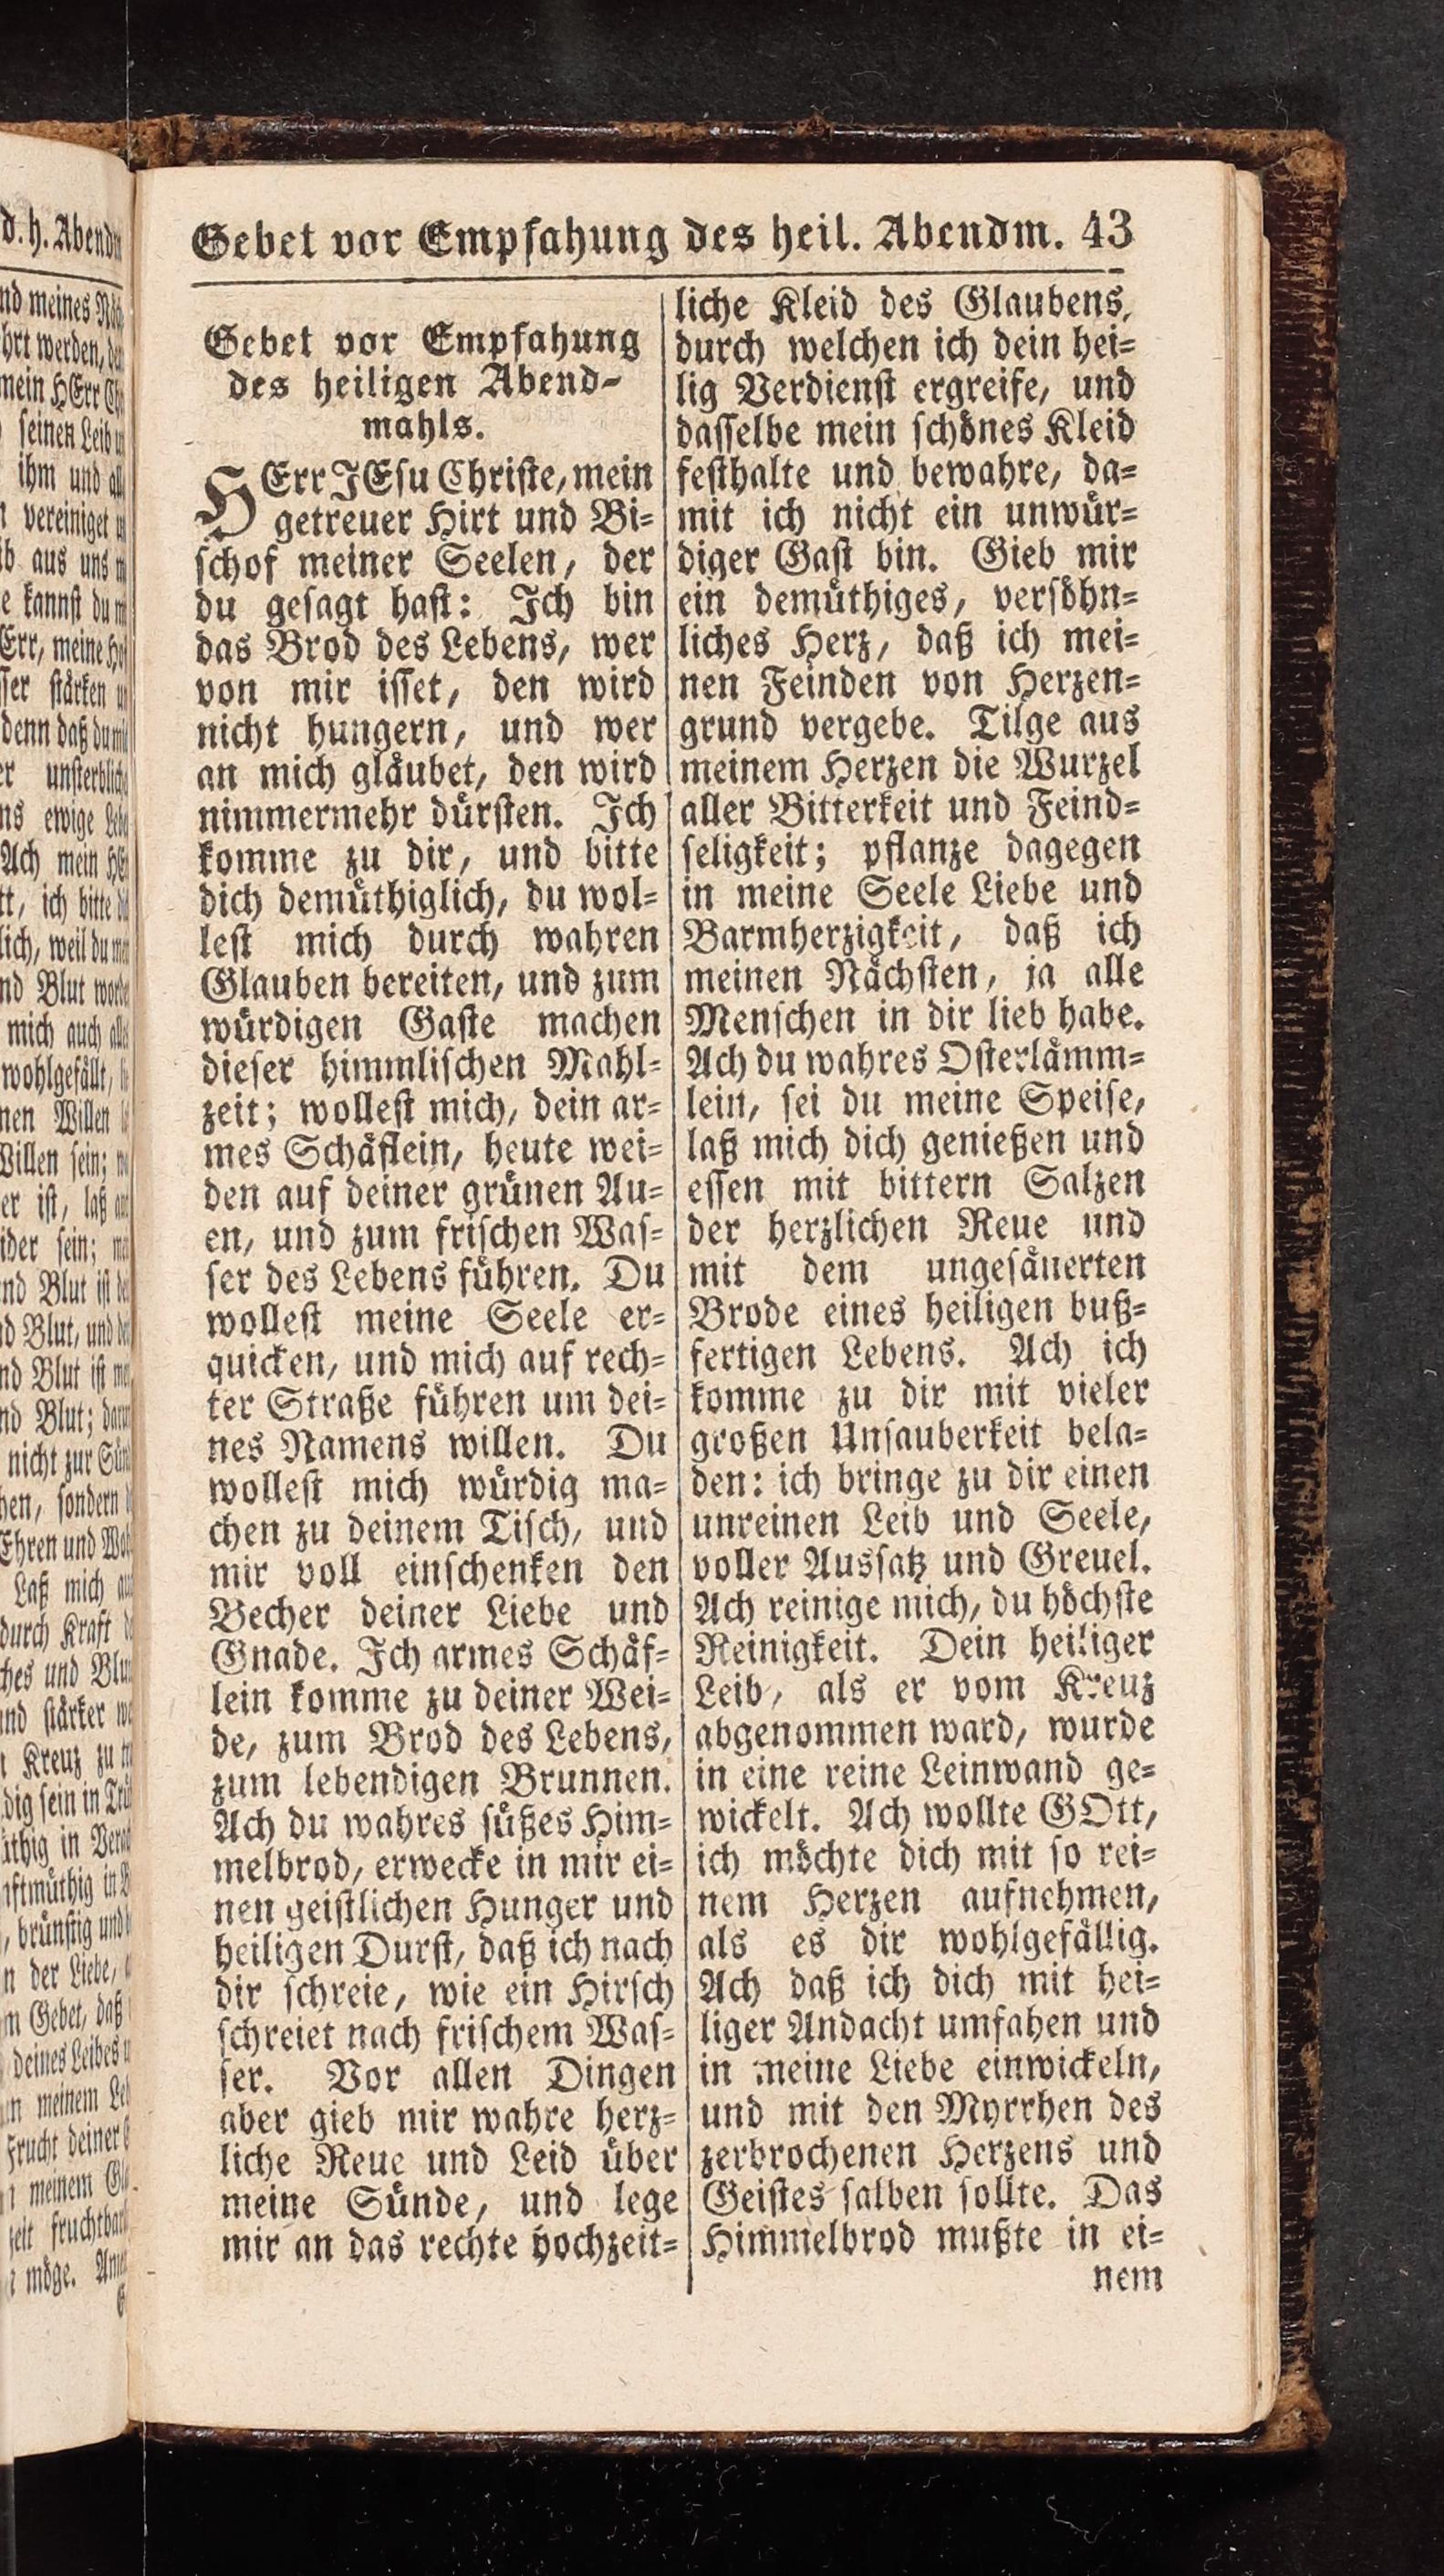 Gebet vor Empfahung des heil. Abendm. 43
Gebet vor Empfahung
des heiligen Abend-
mahls.
HErr JEsu Christe, mein
getreuer Hirt und Bi-
schof meiner Seelen, der
du gesagt hast: Ich bin
das Brod des Lebens, wer
von mir isset, den wird
nicht hungern, und wer
an mich gläubet, den wird
nimmermehr dürsten. Ich
komme zu dir, und bitte
dich demüthiglich, du wol-
lest mich durch wahren
Glauben bereiten, und zum
würdigen Gaste machen
dieser himmlischen Mahl-
zeit; wollest mich, dein ar-
mes Schäflein, heute wei-
den auf deiner grünen Au-
en, und zum frischen Was-
ser des Lebens führen. Du
wollest meine Seele er-
quicken, und mich auf rech-
ter Straße führen um dei-
nes Namens willen. Du
wollest mich würdig ma-
chen zu deinem Tisch, und
mir voll einschenken den
Becher deiner Liebe und
Gnade. Ich armes Schäf-
lein komme zu deiner Wei-
de, zum Brod des Lebens,
zum lebendigen Brunnen.
Ach du wahres süßes Him-
melbrod, erwecke in mir ei-
nen geistlichen Hunger und
heiligen Durst, daß ich nach
dir schreie, wie ein Hirsch
schreiet nach frischem Was-
ser. Vor allen Dingen
aber gieb mir wahre herz-
liche Reue und Leid über
meine Sünde, und lege
mir an das rechte hochzeit-
liche Kleid des Glaubens,
durch welchen ich dein hei-
lig Verdienst ergreife, und
dasselbe mein schönes Kleid
festhalte und bewahre, da-
mit ich nicht ein unwür-
diger Gast bin. Gieb mir
ein demüthiges, versöhn-
liches Herz, daß ich mei-
nen Feinden von Herzen-
grund vergebe. Tilge aus
meinem Herzen die Wurzel
aller Bitterkeit und Feind-
seligkeit; pflanze dagegen
in meine Seele Liebe und
Barmherzigkeit, daß ich
meinen Nächsten, ja alle
Menschen in dir lieb habe.
Ach du wahres Osterlämm-
lein, sei du meine Speise,
laß mich dich genießen und
essen mit bittern Salzen
der herzlichen Reue und
mit dem ungesäuerten
Brode eines heiligen buß-
fertigen Lebens. Ach ich
komme zu dir mit vieler
großen Unsauberkeit bela-
den: ich bringe zu dir einen
unreinen Leib und Seele,
voller Aussatz und Greuel.
Ach reinige mich, du höchste
Reinigkeit. Dein heiliger
Leib, als er vom Kreuz
abgenommen ward, wurde
in eine reine Leinwand ge-
wickelt. Ach wollte GOtt,
ich möchte dich mit so rei-
nem Herzen aufnehmen,
als es dir wohlgefällig.
Ach daß ich dich mit hei-
liger Andacht umfahen und
in meine Liebe einwickeln,
und mit den Myrrhen des
zerbrochenen Herzens und
Geistes salben sollte. Das
Himmelbrod mußte in ei-
nem